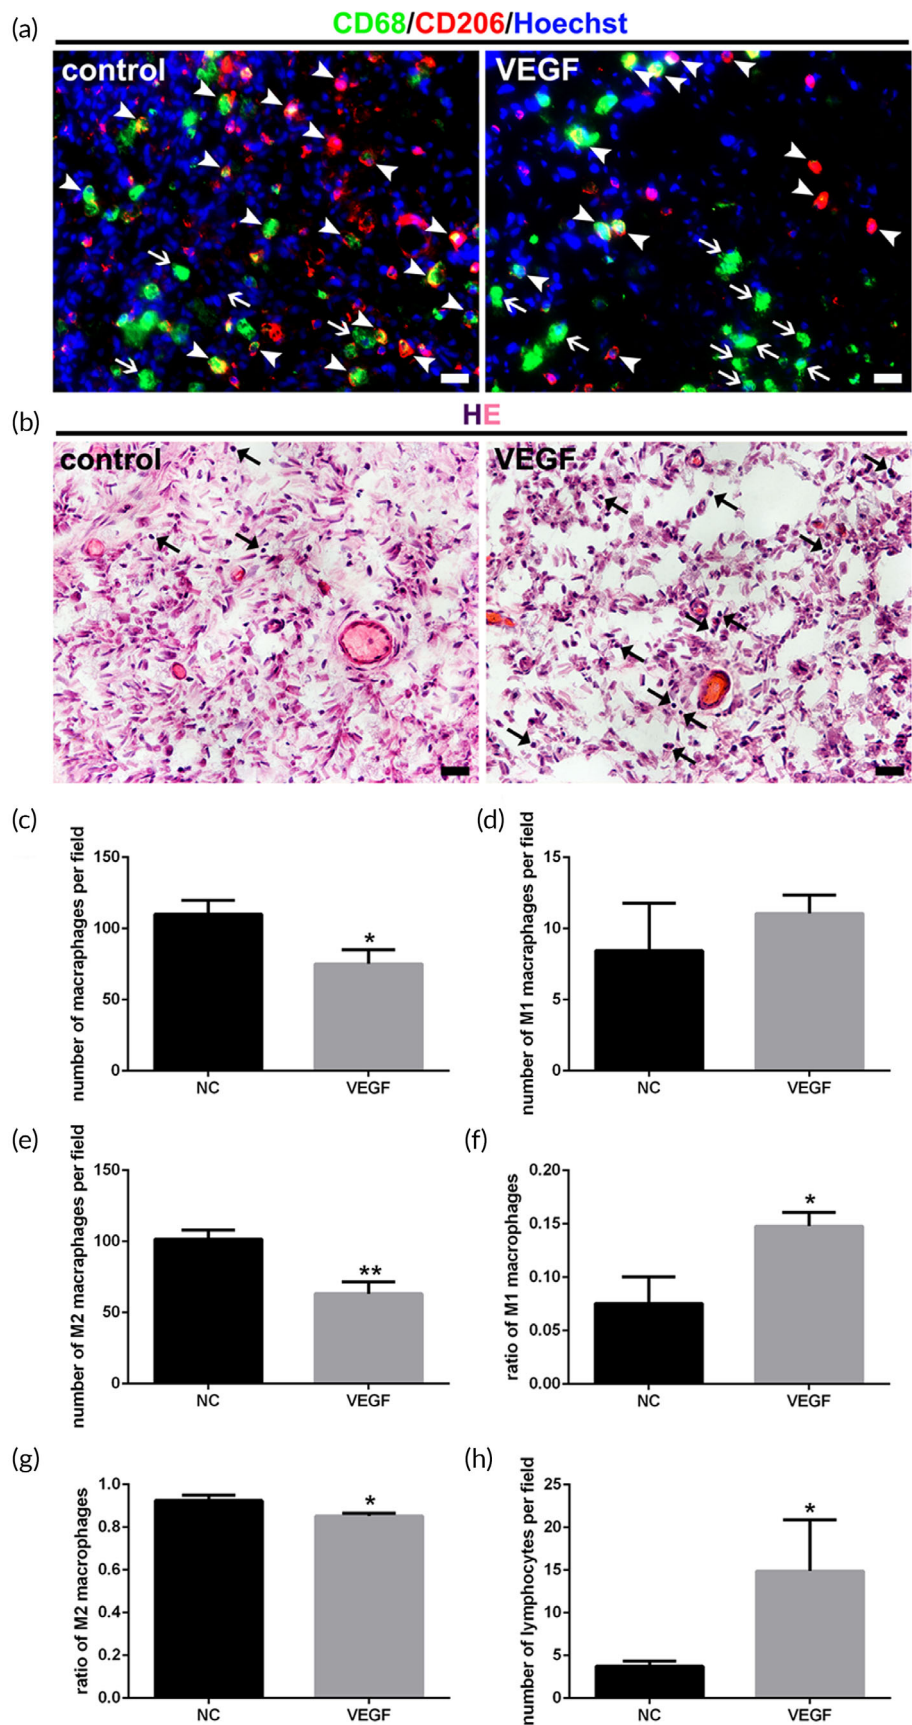 (a)
CD68/CD206/Hoechst
control
VEGF
(b)
HE
control
VEGF
(c)
number of macraphages per field
150
100
50
0
*
NC
VEGF
(d)
number of M1 macraphages per field
15
10
5
0
NC
VEGF
(e)
number of M2 macraphages per field
150
100
50
0
**
NC
VEGF
(f)
ratio of M1 macrophages
0.20
0.15
0.10
0.05
0.00
*
NC
VEGF
(g)
ratio of M2 macrophages
1.0
0.8
0.6
0.4
0.2
0.0
*
NC
VEGF
(h)
number of lymphocytes per field
25
20
15
10
5
0
*
NC
VEGF